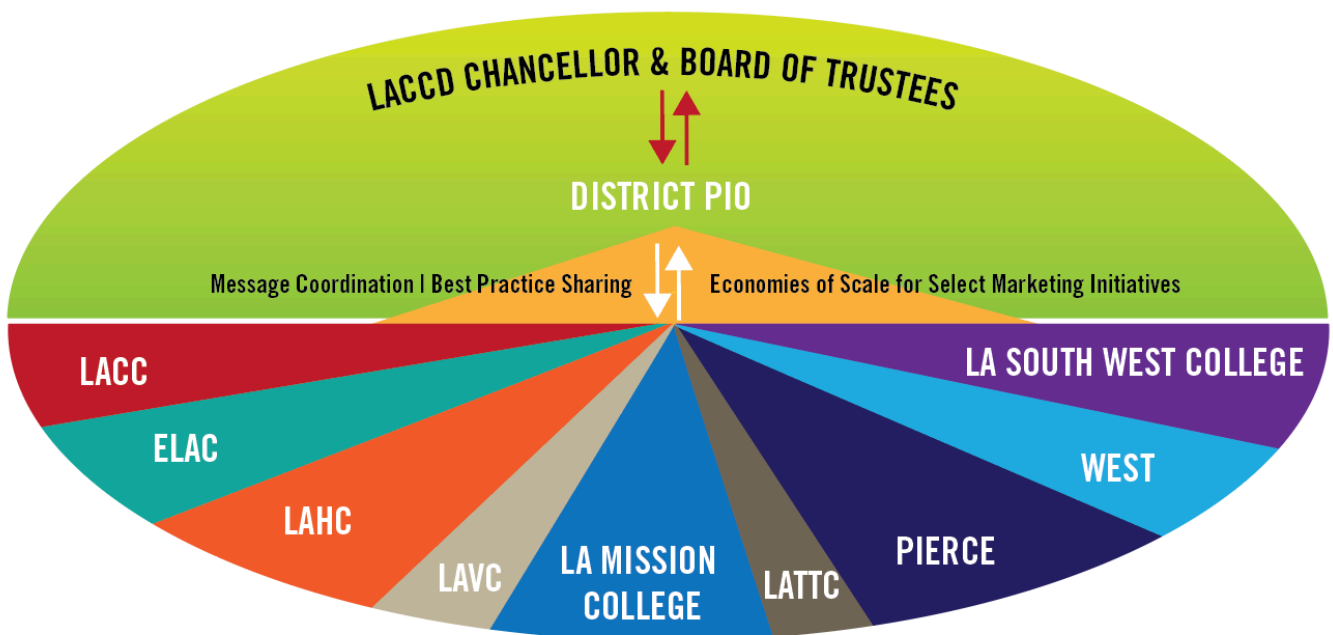 LACCD CHANCELLOR & BOARD OF TRUSTEES
DISTRICT PIO
Message Coordination | Best Practice Sharing
Economies of Scale for Select Marketing Initiatives
LACC
ELAC
LAHC
LAVC
LA MISSION
COLLEGE
LATTC
PIERCE
WEST
LA SOUTH WEST COLLEGE